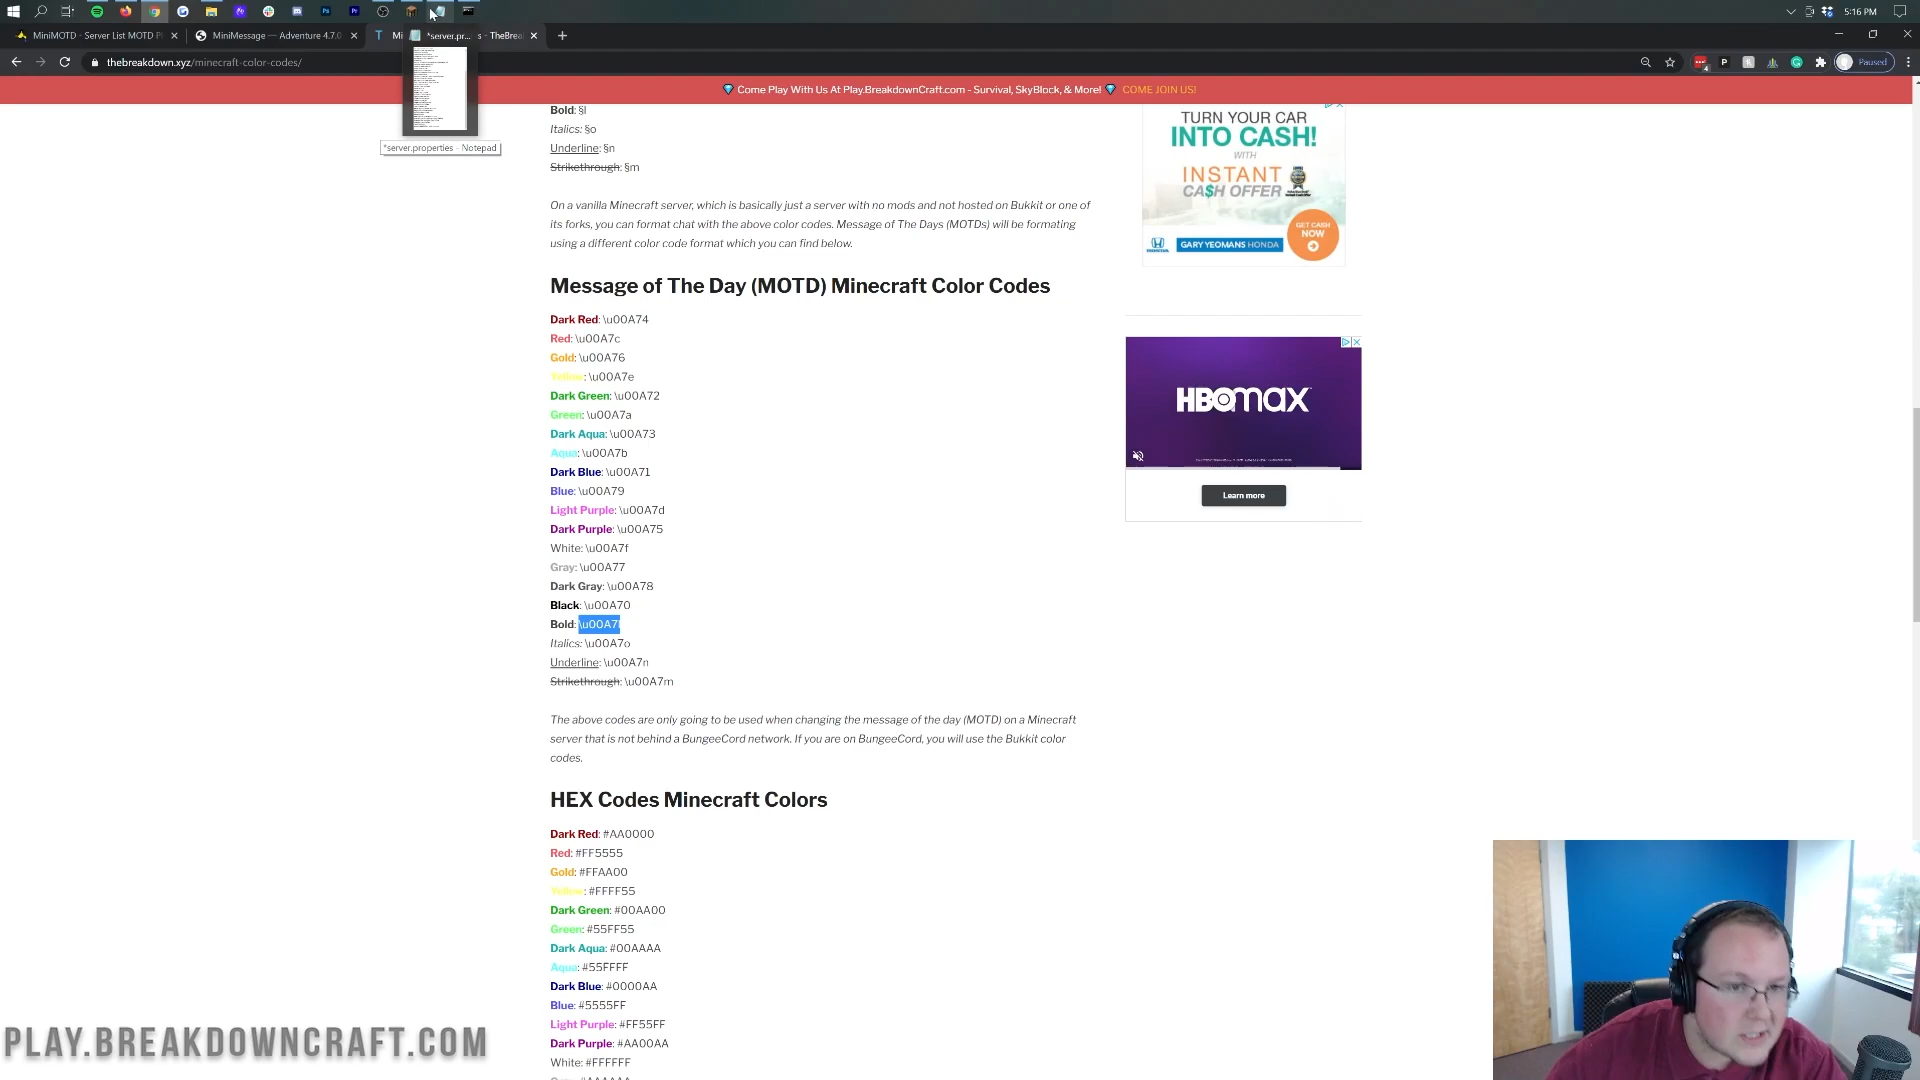 5:16 PM
MiniMOTD - Server List MOTD Pl
MiniMessage — Adventure 4.7.0
Mi
*server.pr... s - TheBrea
thebreakdown.xyz/minecraft-color-codes/
Paused
Come Play With Us At Play.BreakdownCraft.com - Survival, SkyBlock, & More! COME JOIN US!
*server.properties - Notepad
Bold: §l
Italics: §o
Underline: §n
Strikethrough: §m
On a vanilla Minecraft server, which is basically just a server with no mods and not hosted on Bukkit or one of
its forks, you can format chat with the above color codes. Message of The Days (MOTDs) will be formating
using a different color code format which you can find below.
Message of The Day (MOTD) Minecraft Color Codes
Dark Red: \u00A74
Red: \u00A7c
Gold: \u00A76
Yellow: \u00A7e
Dark Green: \u00A72
Green: \u00A7a
Dark Aqua: \u00A73
Aqua: \u00A7b
Dark Blue: \u00A71
Blue: \u00A79
Light Purple: \u00A7d
Dark Purple: \u00A75
White: \u00A7f
Gray: \u00A77
Dark Gray: \u00A78
Black: \u00A70
Bold: \u00A7l
Italics: \u00A7o
Underline: \u00A7n
Strikethrough: \u00A7m
The above codes are only going to be used when changing the message of the day (MOTD) on a Minecraft
server that is not behind a BungeeCord network. If you are on BungeeCord, you will use the Bukkit color
codes.
HEX Codes Minecraft Colors
Dark Red: #AA0000
Red: #FF5555
Gold: #FFAA00
Yellow: #FFFF55
Dark Green: #00AA00
Green: #55FF55
Dark Aqua: #00AAAA
Aqua: #55FFFF
Dark Blue: #0000AA
Blue: #5555FF
Light Purple: #FF55FF
Dark Purple: #AA00AA
White: #FFFFFF
TURN YOUR CAR
INTO CASH!
WITH
INSTANT
CA$H OFFER
GET CASH
NOW
HONDA
GARY YEOMANS HONDA
HBOMAX
Learn more
PLAY.BREAKDOWNCRAFT.COM